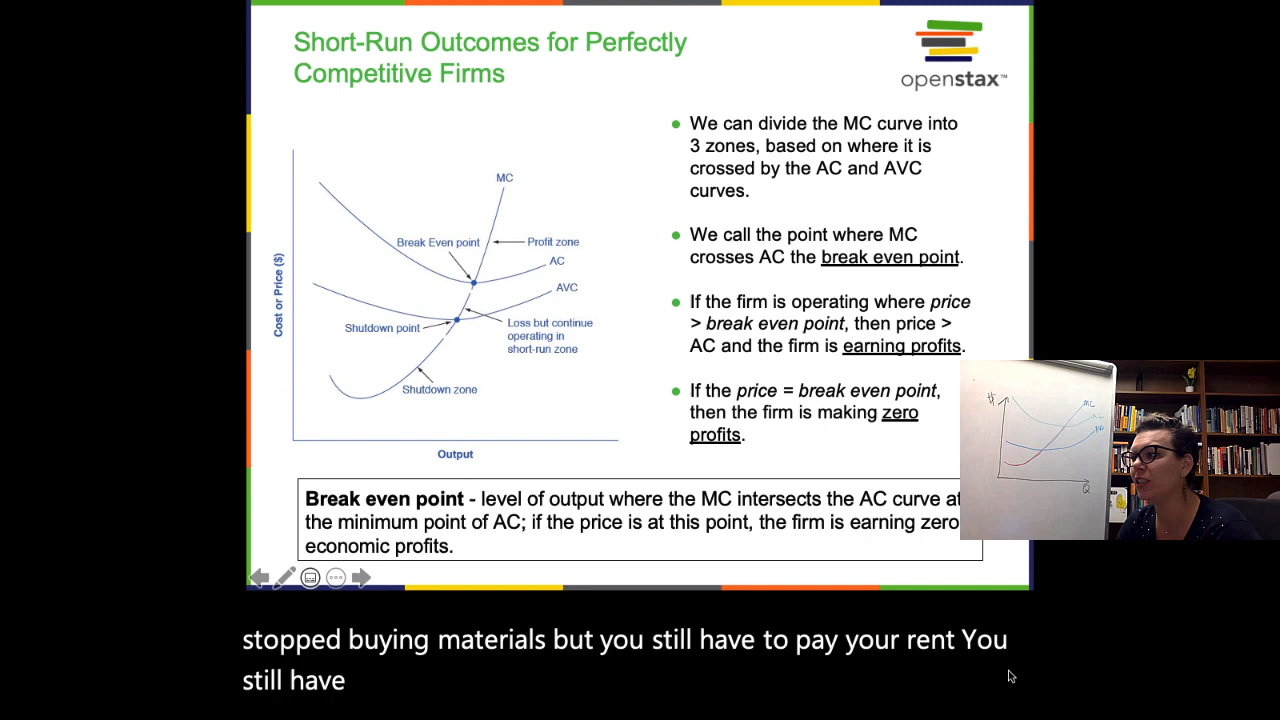 Short-Run Outcomes for Perfectly
Competitive Firms
openstax™
MC
Break Even point
Profit zone
AC
AVC
Shutdown point
Loss but continue
operating in
short-run zone
Shutdown zone
Cost or Price ($)
Output
● We can divide the MC curve into
3 zones, based on where it is
crossed by the AC and AVC
curves.
● We call the point where MC
crosses AC the break even point.
● If the firm is operating where price
> break even point, then price >
AC and the firm is earning profits.
● If the price = break even point,
then the firm is making zero
profits.
Break even point - level of output where the MC intersects the AC curve at
the minimum point of AC; if the price is at this point, the firm is earning zero
economic profits.
MC
Q
stopped buying materials but you still have to pay your rent You
still have